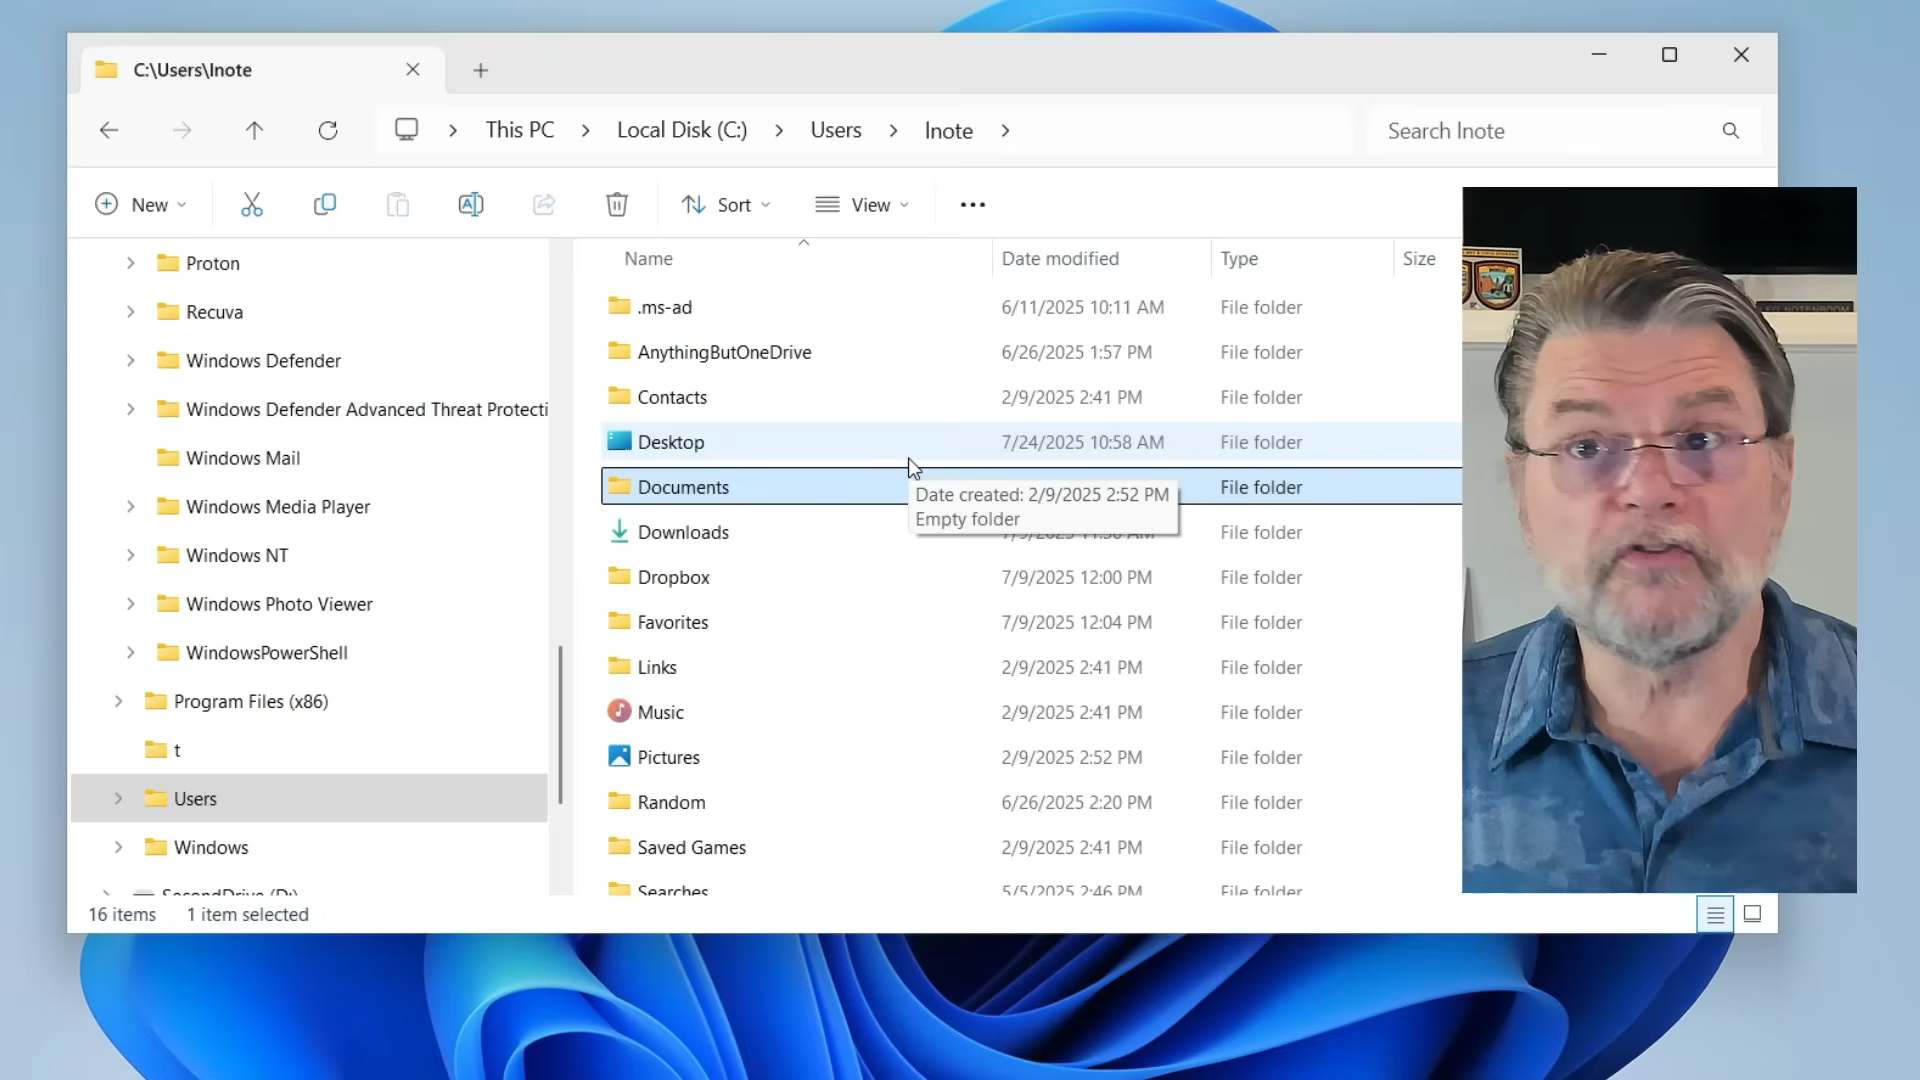 C:\Users\lnote
This PC
Local Disk (C:)
Users
lnote
Search lnote
New
Sort
View
Proton
Recuva
Windows Defender
Windows Defender Advanced Threat Protecti
Windows Mail
Windows Media Player
Windows NT
Windows Photo Viewer
WindowsPowerShell
Program Files (x86)
t
Users
Windows
SecondDrive (D:)
Name Date modified Type Size
.ms-ad 6/11/2025 10:11 AM File folder
AnythingButOneDrive 6/26/2025 1:57 PM File folder
Contacts 2/9/2025 2:41 PM File folder
Desktop 7/24/2025 10:58 AM File folder
Documents File folder
Date created: 2/9/2025 2:52 PM
Empty folder
Downloads File folder
Dropbox 7/9/2025 12:00 PM File folder
Favorites 7/9/2025 12:04 PM File folder
Links 2/9/2025 2:41 PM File folder
Music 2/9/2025 2:41 PM File folder
Pictures 2/9/2025 2:52 PM File folder
Random 6/26/2025 2:20 PM File folder
Saved Games 2/9/2025 2:41 PM File folder
Searches 5/5/2025 2:46 PM File folder
16 items 1 item selected